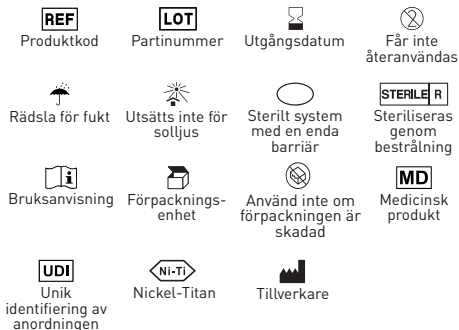 REF
LOT
2
Produktkod
Partinummer
Utgångsdatum
Får inte
återanvändas
STERILE R
Rädsla för fukt
Utsätts inte för
solljus
Sterilt system
med en enda
barriär
Steriliseras
genom
bestrålning
i
MD
Bruksanvisning
Förpacknings-
enhet
Använd inte om
förpackningen är
skadad
Medicinsk
produkt
UDI
Ni-Ti
Unik
identifiering av
anordningen
Nickel-Titan
Tillverkare